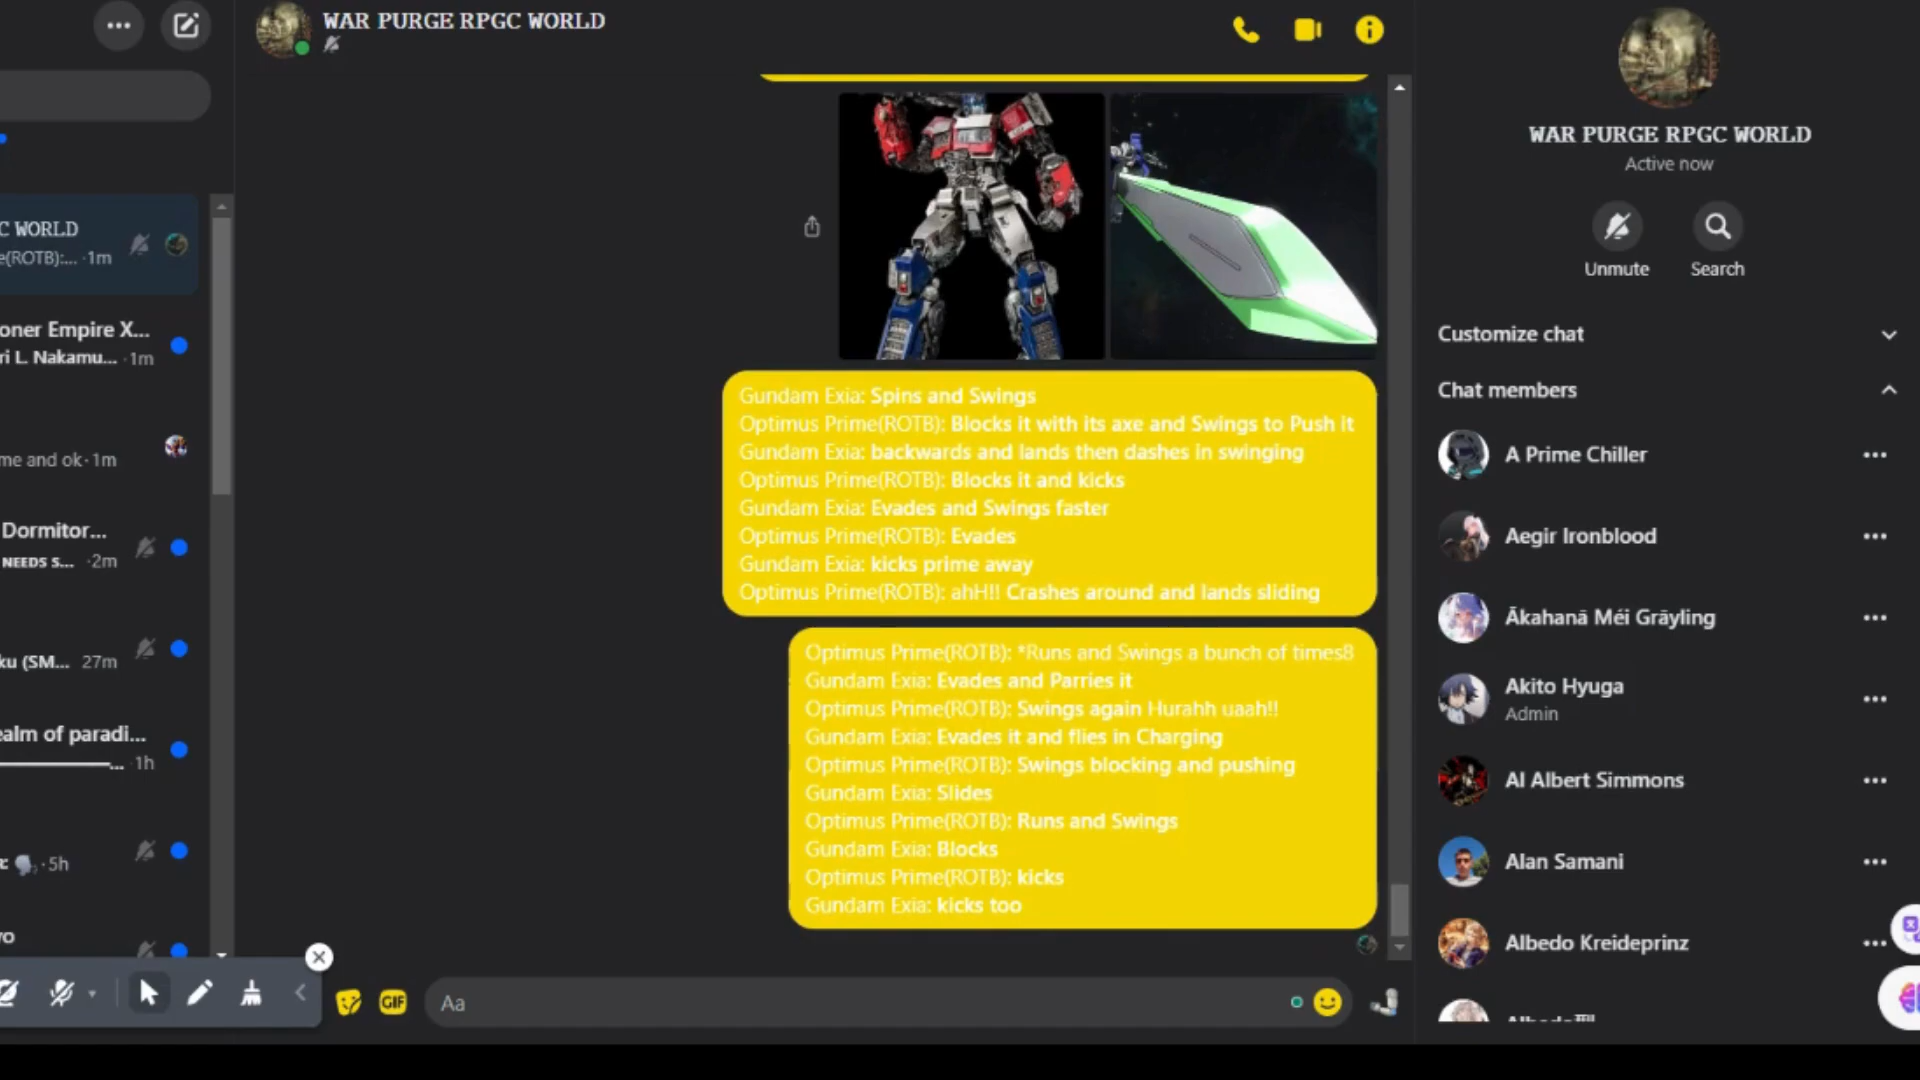 C WORLD
e(ROTB):... ·1m
oner Empire X...
ri L. Nakamu... ·1m
me and ok·1m
Dormitor...
NEEDS S... ·2m
ku (SM... 27m
ealm of paradi...
... 1h
·5h
WAR PURGE RPGC WORLD
Gundam Exia: Spins and Swings
Optimus Prime(ROTB): Blocks it with its axe and Swings to Push it
Gundam Exia: backwards and lands then dashes in swinging
Optimus Prime(ROTB): Blocks it and kicks
Gundam Exia: Evades and Swings faster
Optimus Prime(ROTB): Evades
Gundam Exia: kicks prime away
Optimus Prime(ROTB): ahH!! Crashes around and lands sliding
Optimus Prime(ROTB): *Runs and Swings a bunch of times8
Gundam Exia: Evades and Parries it
Optimus Prime(ROTB): Swings again Hurahh uaah!!
Gundam Exia: Evades it and flies in Charging
Optimus Prime(ROTB): Swings blocking and pushing
Gundam Exia: Slides
Optimus Prime(ROTB): Runs and Swings
Gundam Exia: Blocks
Optimus Prime(ROTB): kicks
Gundam Exia: kicks too
GIF
Aa
WAR PURGE RPGC WORLD
Active now
Unmute
Search
Customize chat
Chat members
A Prime Chiller
Aegir Ironblood
Ākahanā Méi Grāyling
Akito Hyuga
Admin
Al Albert Simmons
Alan Samani
Albedo Kreideprinz